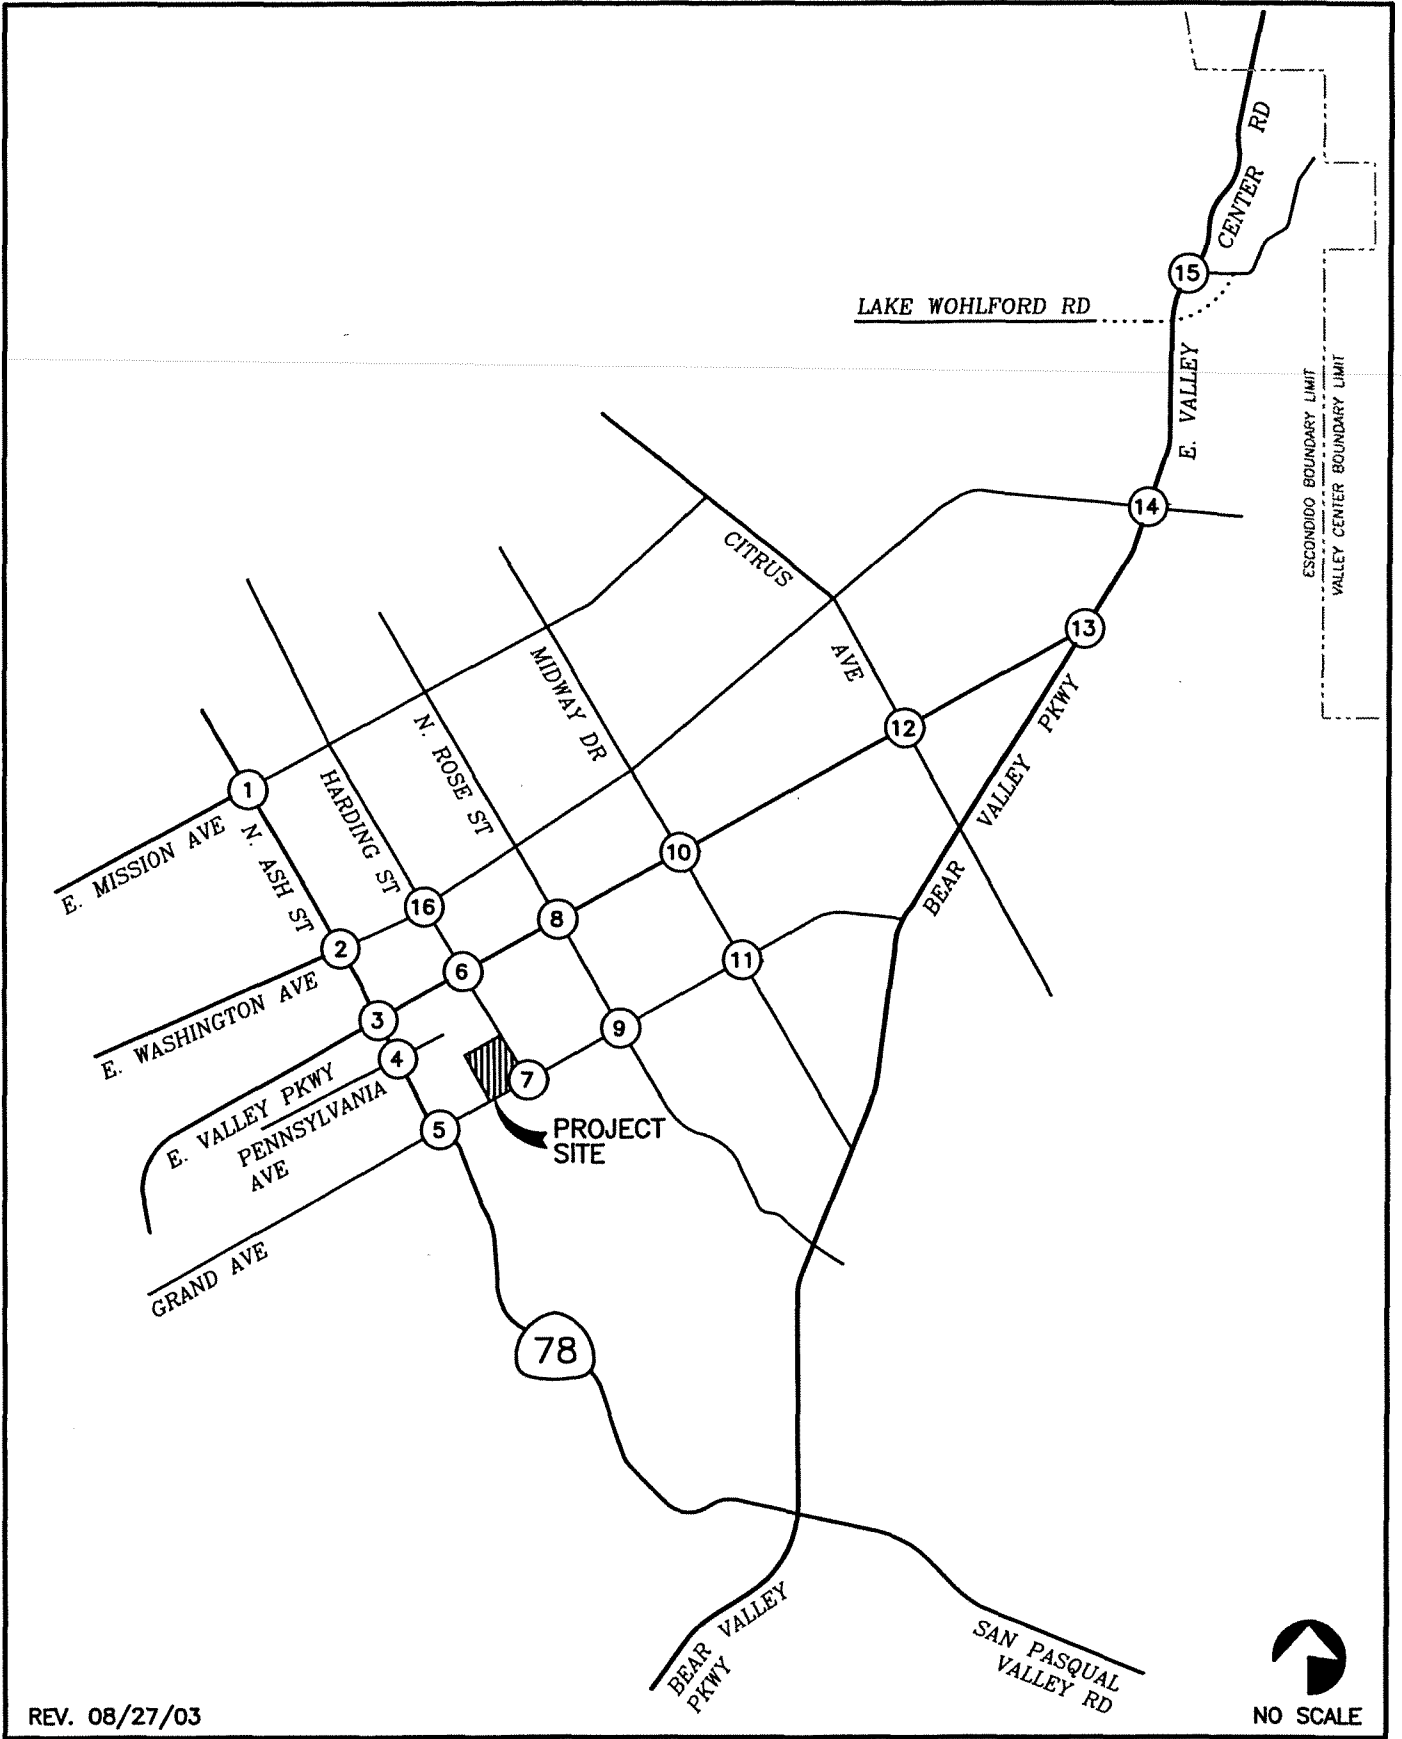 RD
CENTER
15
LAKE WOHLFORD RD
E. VALLEY
ESCONDIDO BOUNDARY LIMIT
VALLEY CENTER BOUNDARY LIMIT
14
CITRUS
AVE
13
MIDWAY DR
N. ROSE ST
HARDING ST
12
BEAR VALLEY PKWY
1
E. MISSION AVE
N. ASH ST
10
16
8
2
11
6
E. WASHINGTON AVE
3
9
4
E. VALLEY PKWY
7
PENNSYLVANIA
AVE
5
PROJECT
SITE
GRAND AVE
78
BEAR VALLEY
PKWY
SAN PASQUAL
VALLEY RD
REV. 08/27/03
NO SCALE